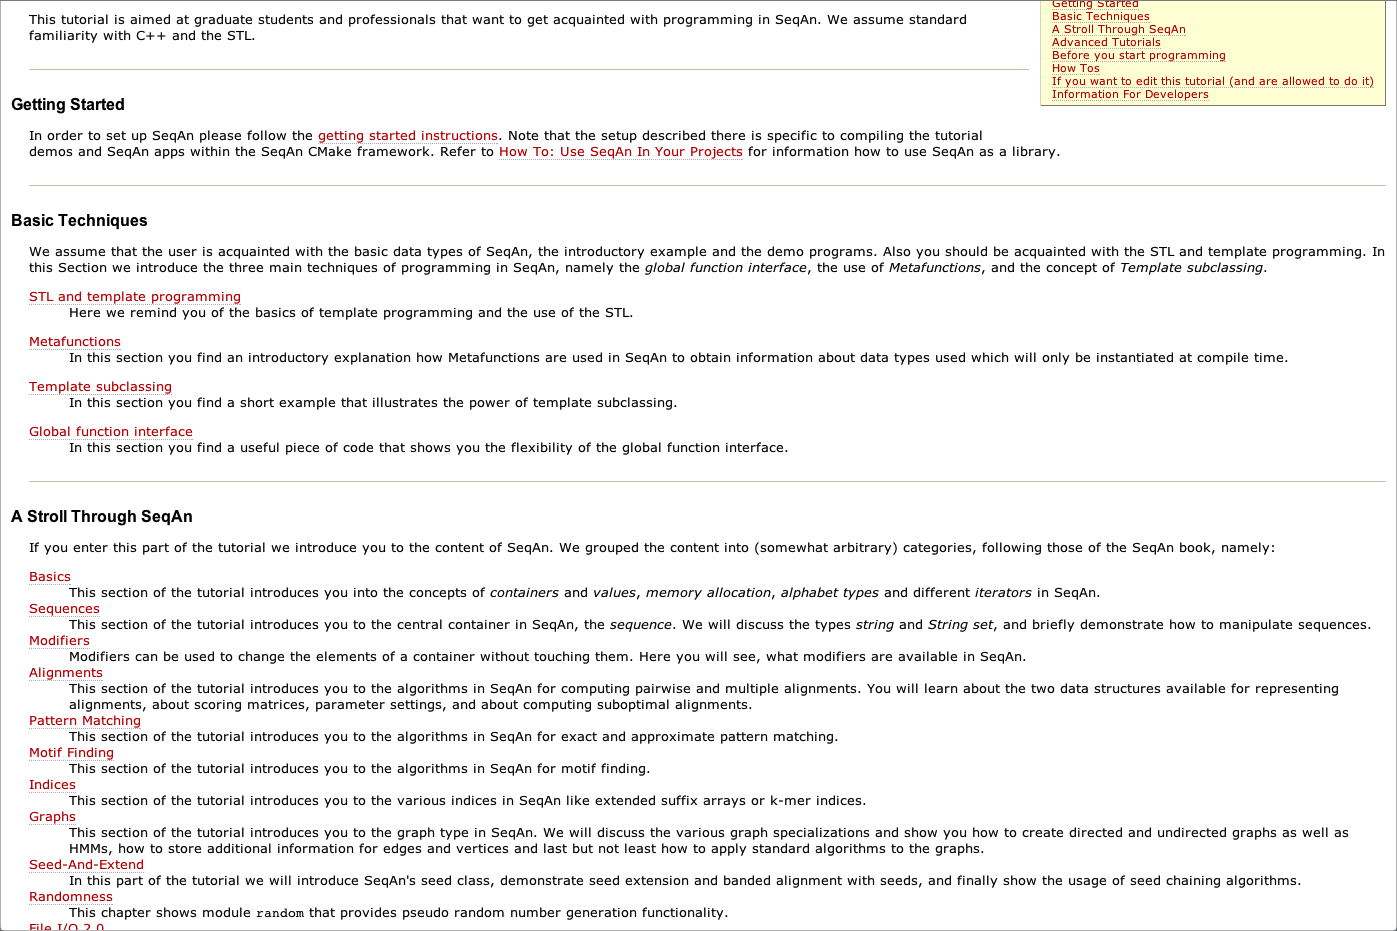 This tutorial is aimed at graduate students and professionals that want to get acquainted with programming in SeqAn. We assume standard
familiarity with C++ and the STL.
Getting Started
Basic Techniques
A Stroll Through SeqAn
Advanced Tutorials
Before you start programming
How Tos
If you want to edit this tutorial (and are allowed to do it)
Information For Developers
Getting Started
In order to set up SeqAn please follow the getting started instructions. Note that the setup described there is specific to compiling the tutorial
demos and SeqAn apps within the SeqAn CMake framework. Refer to How To: Use SeqAn In Your Projects for information how to use SeqAn as a library.
Basic Techniques
We assume that the user is acquainted with the basic data types of SeqAn, the introductory example and the demo programs. Also you should be acquainted with the STL and template programming. In
this Section we introduce the three main techniques of programming in SeqAn, namely the global function interface, the use of Metafunctions, and the concept of Template subclassing.
STL and template programming
Here we remind you of the basics of template programming and the use of the STL.
Metafunctions
In this section you find an introductory explanation how Metafunctions are used in SeqAn to obtain information about data types used which will only be instantiated at compile time.
Template subclassing
In this section you find a short example that illustrates the power of template subclassing.
Global function interface
In this section you find a useful piece of code that shows you the flexibility of the global function interface.
A Stroll Through SeqAn
If you enter this part of the tutorial we introduce you to the content of SeqAn. We grouped the content into (somewhat arbitrary) categories, following those of the SeqAn book, namely:
Basics
This section of the tutorial introduces you into the concepts of containers and values, memory allocation, alphabet types and different iterators in SeqAn.
Sequences
This section of the tutorial introduces you to the central container in SeqAn, the sequence. We will discuss the types string and String set, and briefly demonstrate how to manipulate sequences.
Modifiers
Modifiers can be used to change the elements of a container without touching them. Here you will see, what modifiers are available in SeqAn.
Alignments
This section of the tutorial introduces you to the algorithms in SeqAn for computing pairwise and multiple alignments. You will learn about the two data structures available for representing
alignments, about scoring matrices, parameter settings, and about computing suboptimal alignments.
Pattern Matching
This section of the tutorial introduces you to the algorithms in SeqAn for exact and approximate pattern matching.
Motif Finding
This section of the tutorial introduces you to the algorithms in SeqAn for motif finding.
Indices
This section of the tutorial introduces you to the various indices in SeqAn like extended suffix arrays or k-mer indices.
Graphs
This section of the tutorial introduces you to the graph type in SeqAn. We will discuss the various graph specializations and show you how to create directed and undirected graphs as well as
HMMs, how to store additional information for edges and vertices and last but not least how to apply standard algorithms to the graphs.
Seed-And-Extend
In this part of the tutorial we will introduce SeqAn's seed class, demonstrate seed extension and banded alignment with seeds, and finally show the usage of seed chaining algorithms.
Randomness
This chapter shows module random that provides pseudo random number generation functionality.
File I/O 2.0